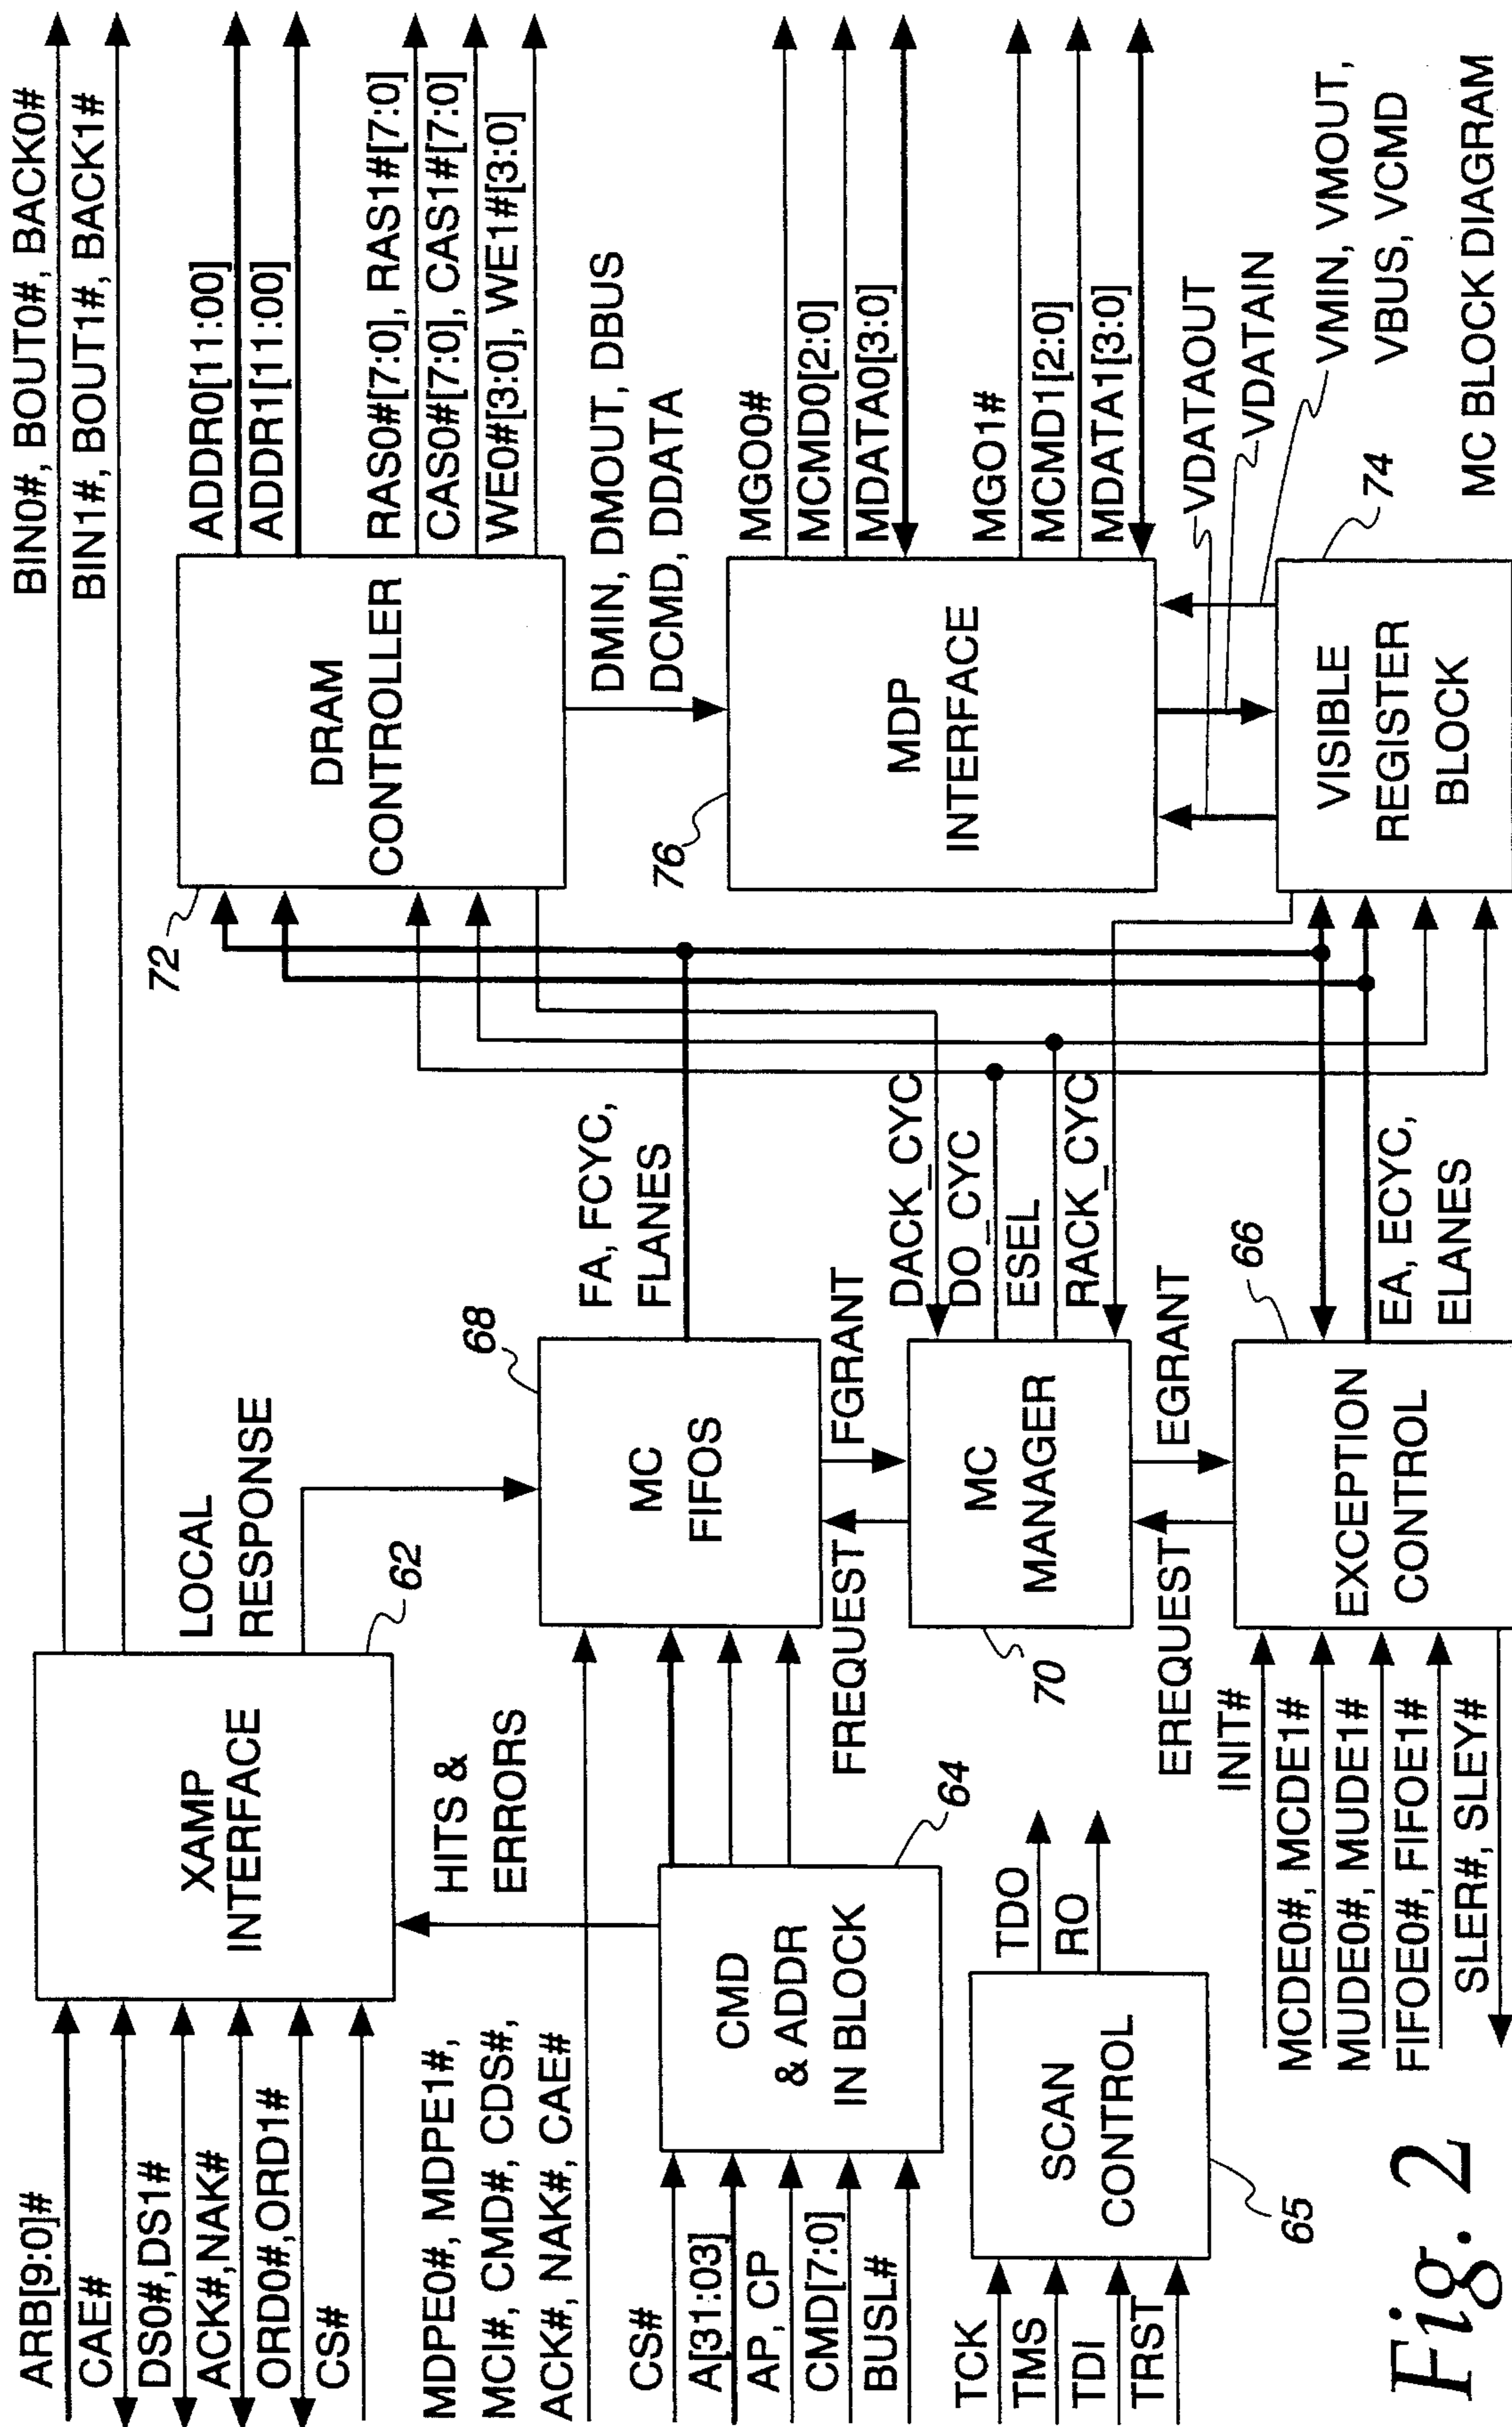 ARB[9:0]#
CAE#
DS0#,DS1#
ACK#,NAK#
ORD0#,ORD1#
CS#
XAMP
INTERFACE
62
LOCAL
RESPONSE
BIN0#, BOUT0#, BACK0#
BIN1#, BOUT1#, BACK1#
HITS &
ERRORS
MDPE0#, MDPE1#,
MCI#, CMD#, CDS#,
ACK#, NAK#, CAE#
CS#
A[31:03]
AP, CP
CMD[7:0]
BUSL#
CMD
& ADDR
IN BLOCK
64
TCK
TMS
TDI
TRST
SCAN
CONTROL
65
TDO
RO
MC
FIFOS
68
FA, FCYC,
FLANES
FREQUEST
FGRANT
MC
MANAGER
70
DACK_CYC
DO_CYC
ESEL
RACK_CYC
EREQUEST
EGRANT
INIT#
MCDE0#, MCDE1#
MUDE0#, MUDE1#
FIFOE0#, FIFOE1#
SLER#, SLEY#
EXCEPTION
CONTROL
66
EA, ECYC,
ELANES
DRAM
CONTROLLER
72
ADDR0[11:00]
ADDR1[11:00]
RAS0#[7:0], RAS1#[7:0]
CAS0#[7:0], CAS1#[7:0]
WE0#[3:0], WE1#[3:0]
DMIN, DMOUT, DBUS
DCMD, DDATA
MDP
INTERFACE
76
MGO0#
MCMD0[2:0]
MDATA0[3:0]
MGO1#
MCMD1[2:0]
MDATA1[3:0]
VDATAOUT
VDATAIN
VMIN, VMOUT,
VBUS, VCMD
VISIBLE
REGISTER
BLOCK
74
MC BLOCK DIAGRAM
Fig. 2